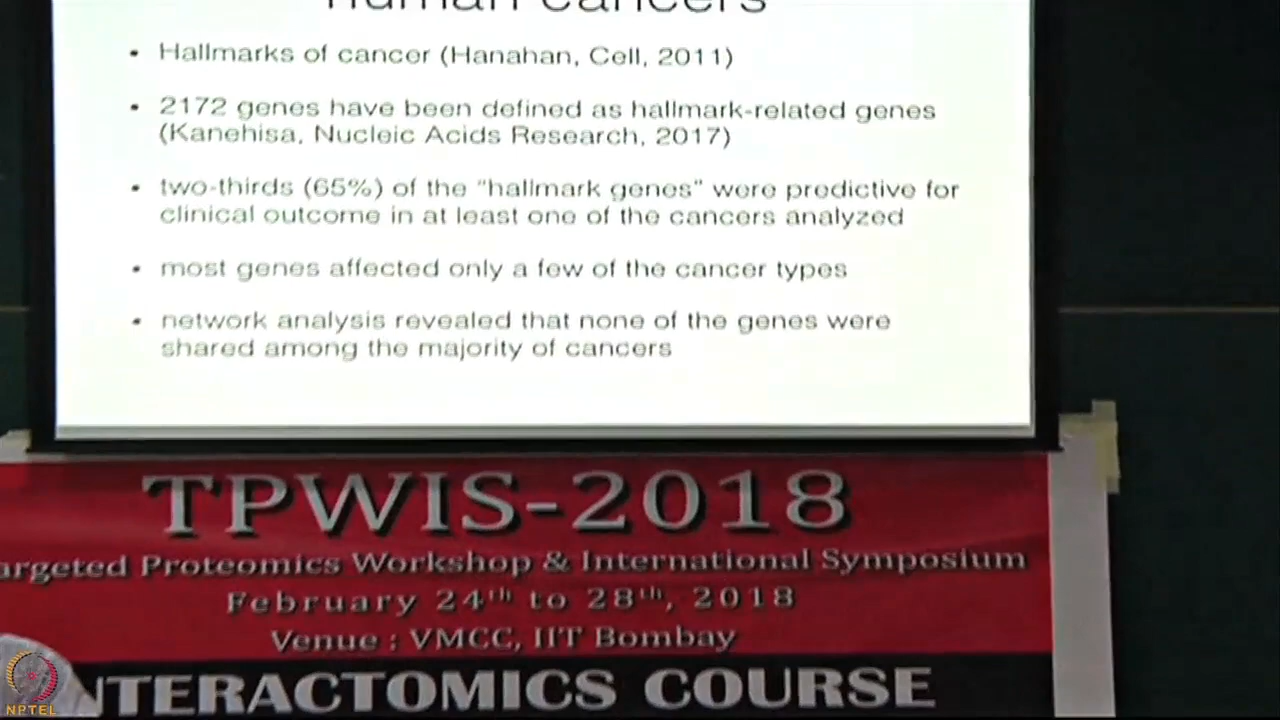 human cancers
• Hallmarks of cancer (Hanahan, Cell, 2011)
• 2172 genes have been defined as hallmark-related genes
(Kanehisa, Nucleic Acids Research, 2017)
• two-thirds (65%) of the “hallmark genes” were predictive for
clinical outcome in at least one of the cancers analyzed
• most genes affected only a few of the cancer types
• network analysis revealed that none of the genes were
shared among the majority of cancers
TPWIS-2018
argeted Proteomics Workshop & International Symposium
February 24th to 28th, 2018
Venue : VMCC, IIT Bombay
NTERACTOMICS COURSE
NPTEL